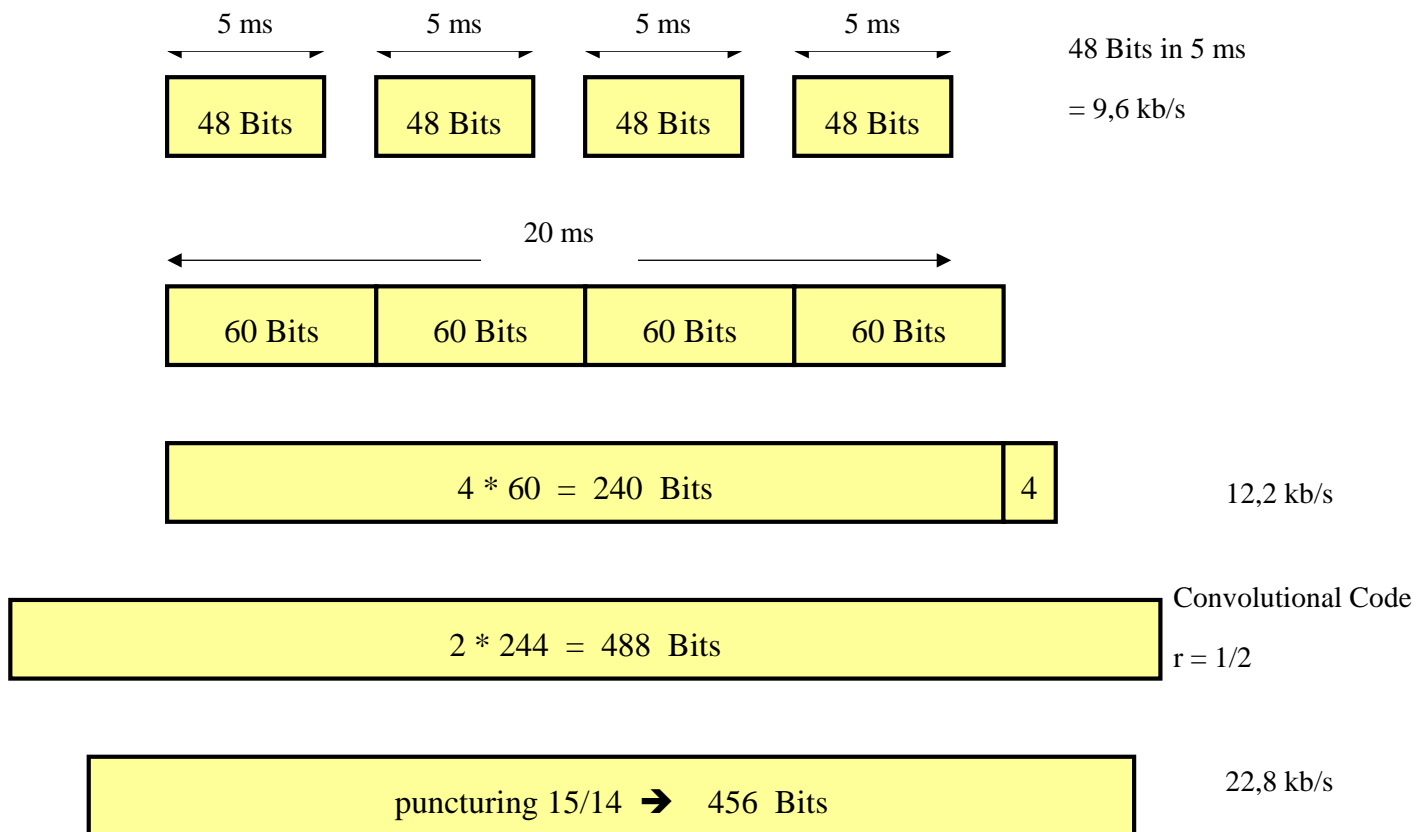 5 ms 5 ms 5 ms 5 ms
48 Bits in 5 ms
= 9,6 kb/s
48 Bits 48 Bits 48 Bits 48 Bits
20 ms
60 Bits 60 Bits 60 Bits 60 Bits
4 * 60 = 240 Bits 4
12,2 kb/s
Convolutional Code
2 * 244 = 488 Bits
r = 1/2
22,8 kb/s
puncturing 15/14 ➔ 456 Bits